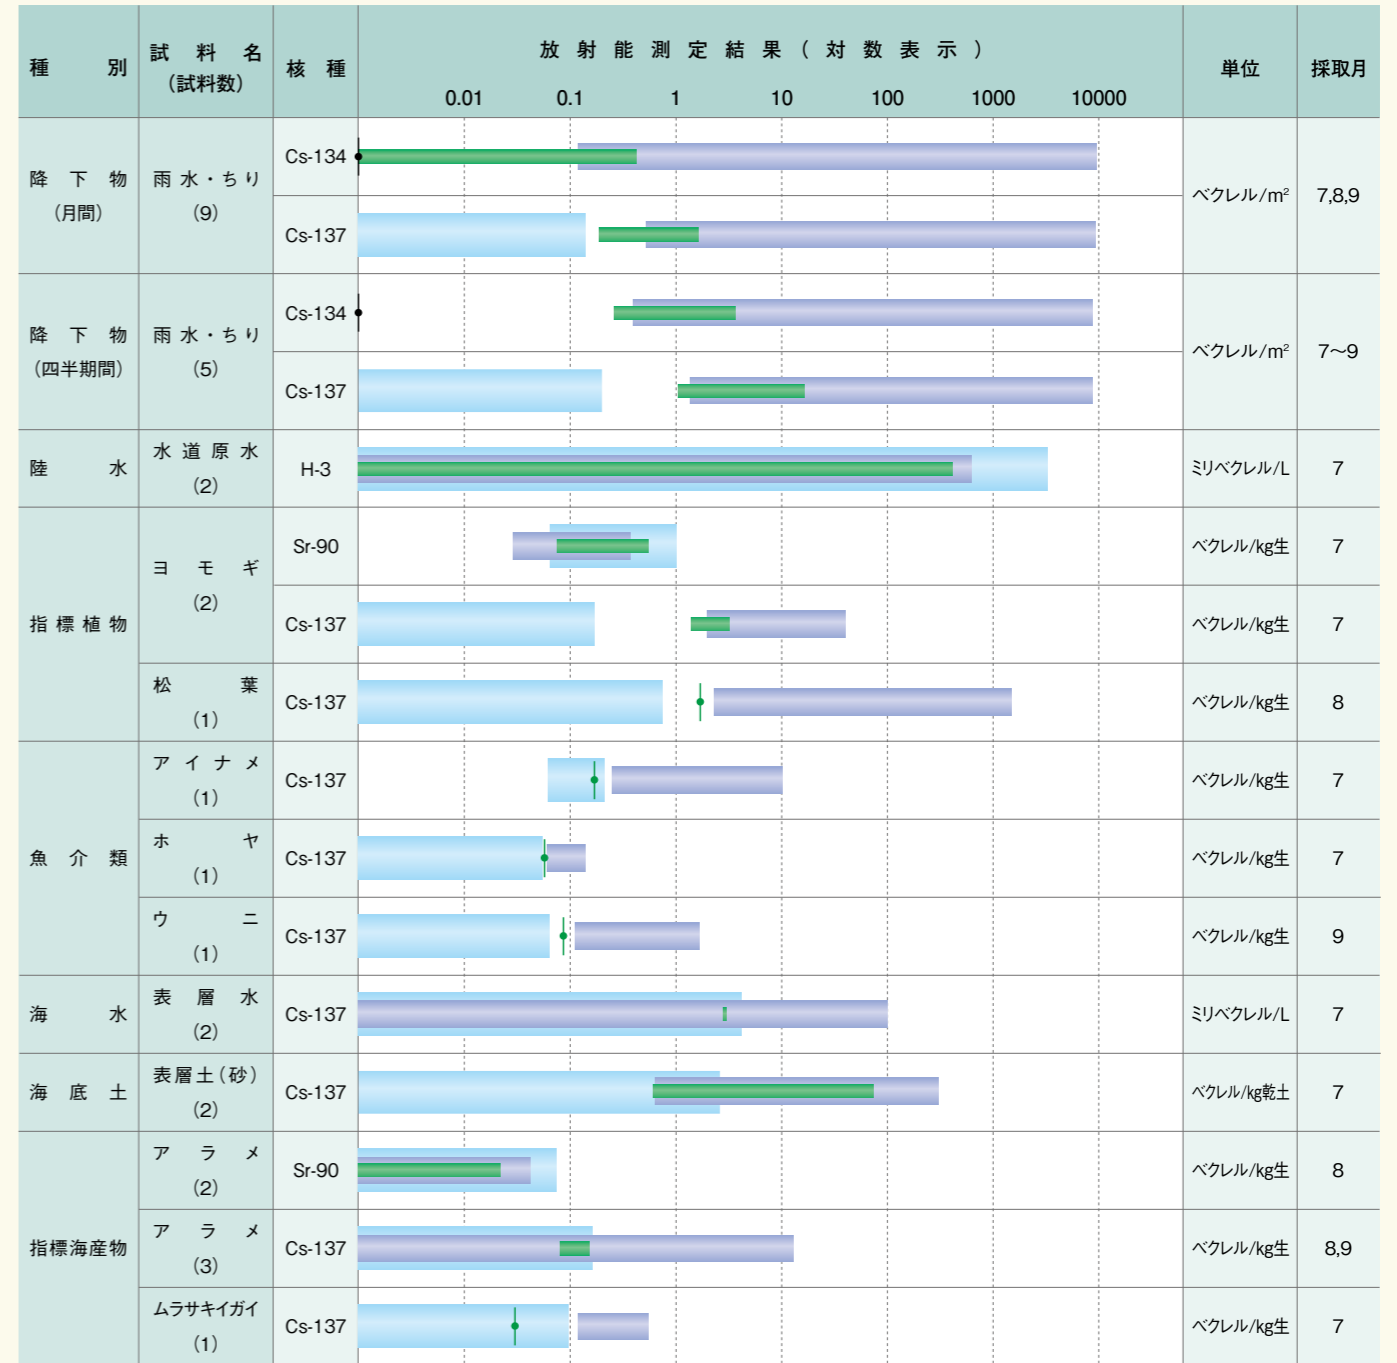 種別 試料名（試料数） 核種 放射能測定結果（対数表示） 単位 採取月
0.01 0.1 1 10 100 1000 10000
降下物（月間） 雨水・ちり（9） Cs-134 ベクレル/m² 7,8,9
Cs-137
降下物（四半期間） 雨水・ちり（5） Cs-134 ベクレル/m² 7〜9
Cs-137
陸水 水道原水（2） H-3 ミリベクレル/L 7
指標植物 ヨモギ（2） Sr-90 ベクレル/kg生 7
Cs-137 ベクレル/kg生 7
松葉（1） Cs-137 ベクレル/kg生 8
魚介類 アイナメ（1） Cs-137 ベクレル/kg生 7
ホヤ（1） Cs-137 ベクレル/kg生 7
ウニ（1） Cs-137 ベクレル/kg生 9
海水 表層水（2） Cs-137 ミリベクレル/L 7
海底土 表層土（砂）（2） Cs-137 ベクレル/kg乾土 7
指標海産物 アラメ（2） Sr-90 ベクレル/kg生 8
アラメ（3） Cs-137 ベクレル/kg生 8,9
ムラサキイガイ（1） Cs-137 ベクレル/kg生 7